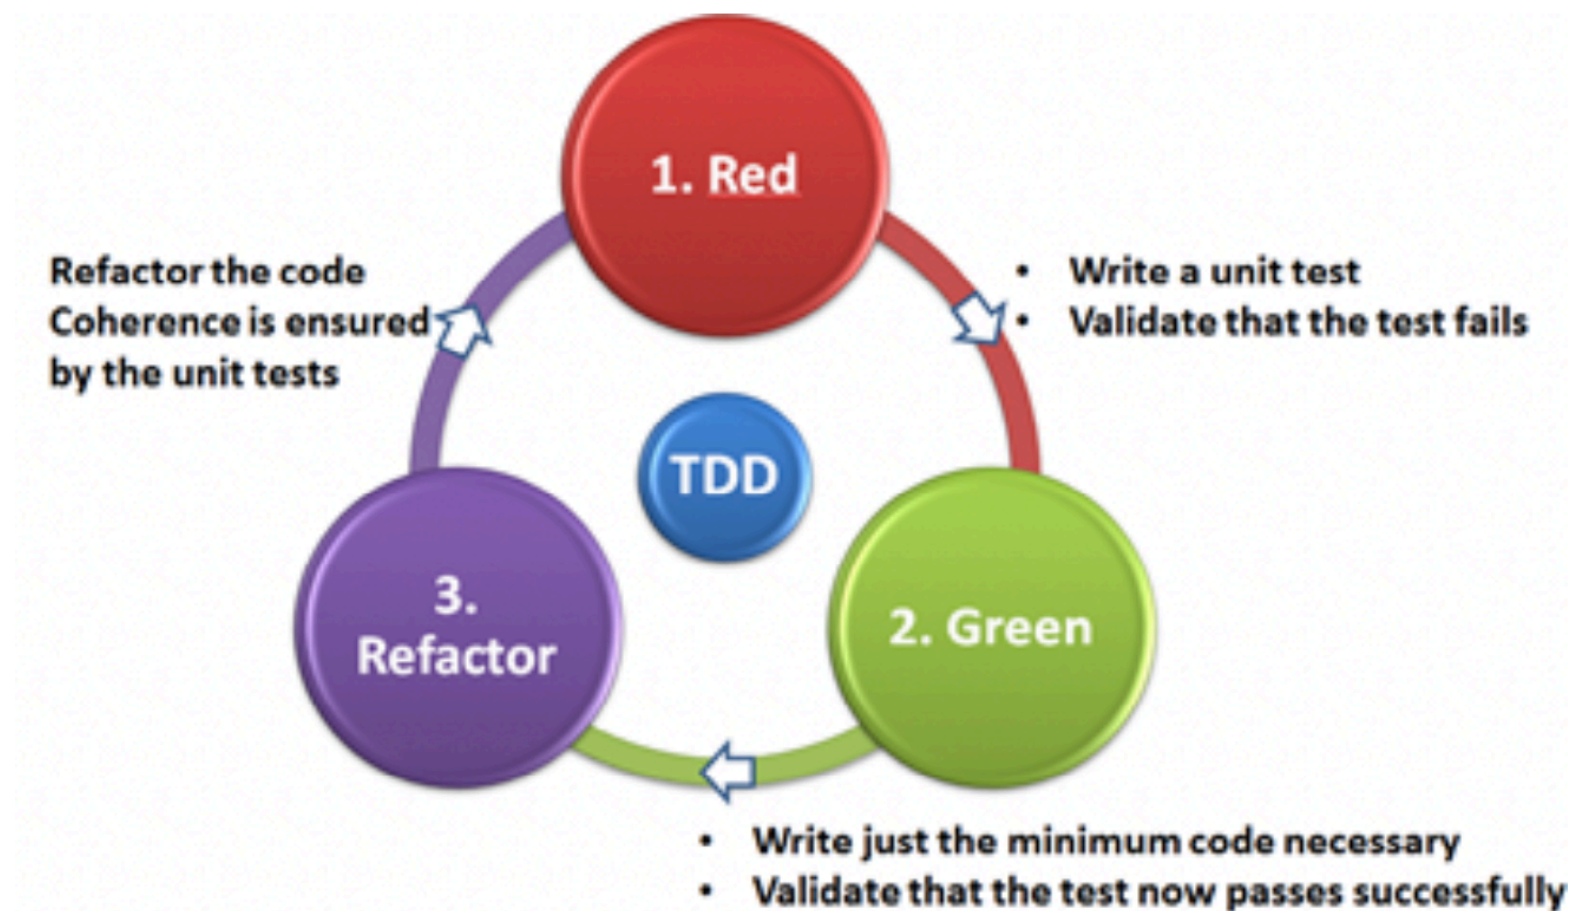 1. Red
• Write a unit test
• Validate that the test fails
Refactor the code
Coherence is ensured
by the unit tests
TDD
3.
Refactor
2. Green
• Write just the minimum code necessary
• Validate that the test now passes successfully